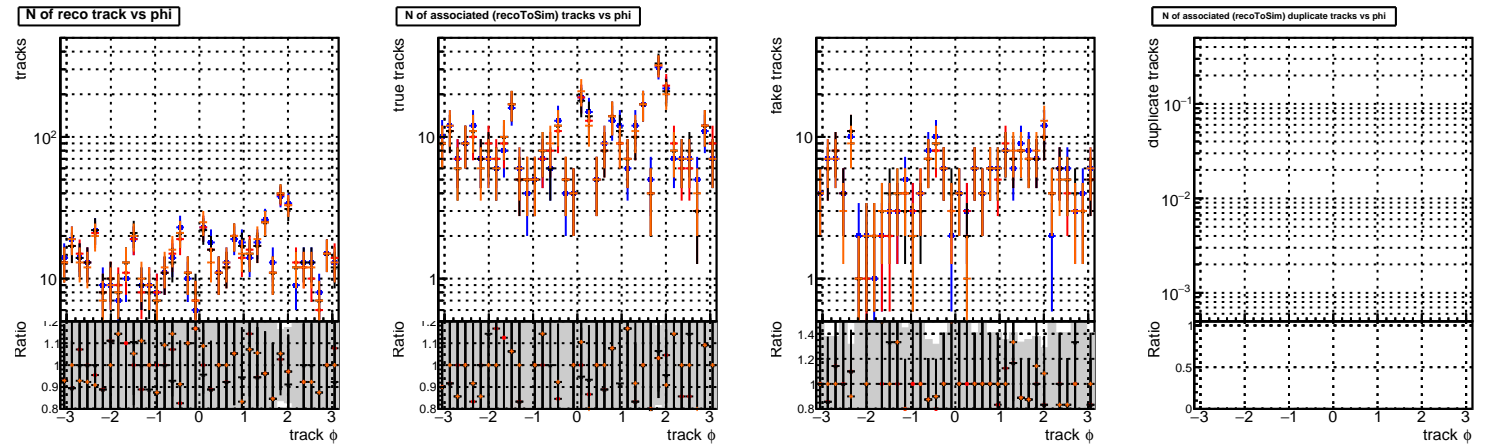 N of reco track vs phi
tracks
10²
10
Ratio
1.2
1.1
1
0.9
0.8
−3 −2 −1 0 1 2 3
track ϕ
N of associated (recoToSim) tracks vs phi
true tracks
10
1
Ratio
1.2
1.1
1
0.9
0.8
−3 −2 −1 0 1 2 3
track ϕ
fake tracks
10
1
Ratio
1.4
1.2
1
0.8
−3 −2 −1 0 1 2 3
track ϕ
N of associated (recoToSim) duplicate tracks vs phi
duplicate tracks
10⁻¹
10⁻²
10⁻³
Ratio
1
0.5
0
−3 −2 −1 0 1 2 3
track ϕ